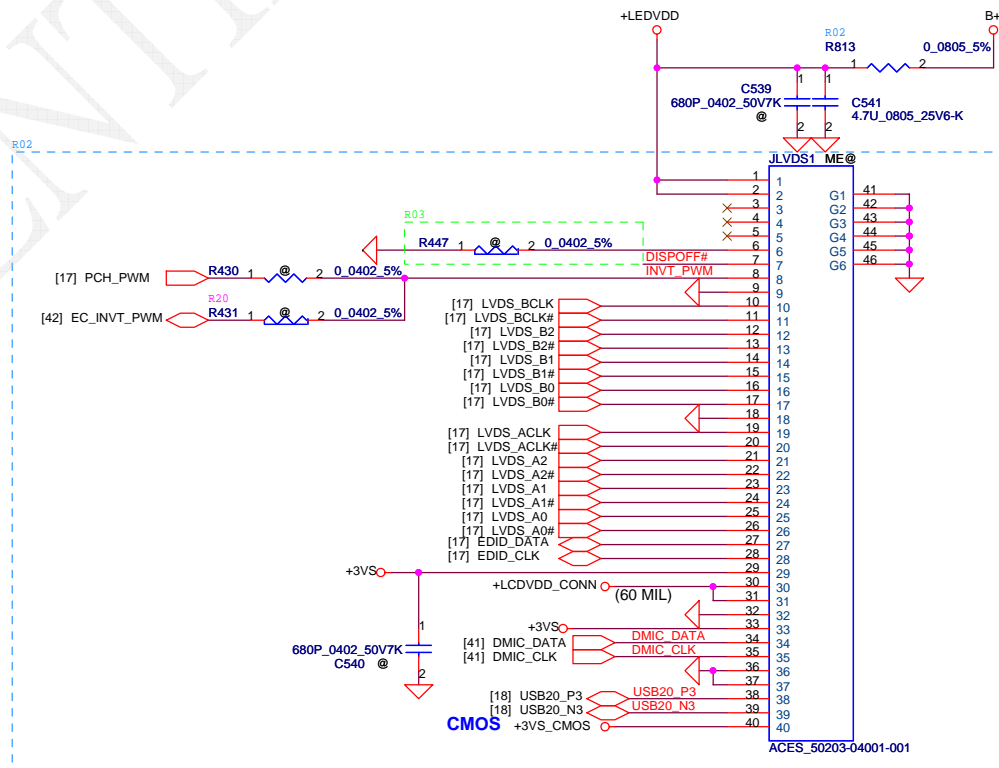 +LEDVDD
B+
R02
R813
0_0805_5%
1
2
1
1
C539
680P_0402_50V7K
@
C541
4.7U_0805_25V6-K
2
2
R02
JLVDS1 ME@
1 1
2 2
3 3
4 4
5 5
R03
R447 1 @ 2 0_0402_5%
6 6
DISPOFF# 7 7
[17] PCH_PWM R430 1 @ 2 0_0402_5%
INVT_PWM 8 8
R20
[42] EC_INVT_PWM R431 1 @ 2 0_0402_5%
9 9
[17] LVDS_BCLK 10 10
[17] LVDS_BCLK# 11 11
[17] LVDS_B2 12 12
[17] LVDS_B2# 13 13
[17] LVDS_B1 14 14
[17] LVDS_B1# 15 15
[17] LVDS_B0 16 16
[17] LVDS_B0# 17 17
18 18
[17] LVDS_ACLK 19 19
[17] LVDS_ACLK# 20 20
[17] LVDS_A2 21 21
[17] LVDS_A2# 22 22
[17] LVDS_A1 23 23
[17] LVDS_A1# 24 24
[17] LVDS_A0 25 25
[17] LVDS_A0# 26 26
[17] EDID_DATA 27 27
[17] EDID_CLK 28 28
+3VS 29 29
+LCDVDD_CONN (60 MIL) 30 30
31 31
32 32
+3VS 33 33
[41] DMIC_DATA DMIC_DATA 34 34
[41] DMIC_CLK DMIC_CLK 35 35
36 36
37 37
[18] USB20_P3 USB20_P3 38 38
[18] USB20_N3 USB20_N3 39 39
CMOS +3VS_CMOS 40 40
G1 41
G2 42
G3 43
G4 44
G5 45
G6 46
1
680P_0402_50V7K
C540 @
2
ACES_50203-04001-001